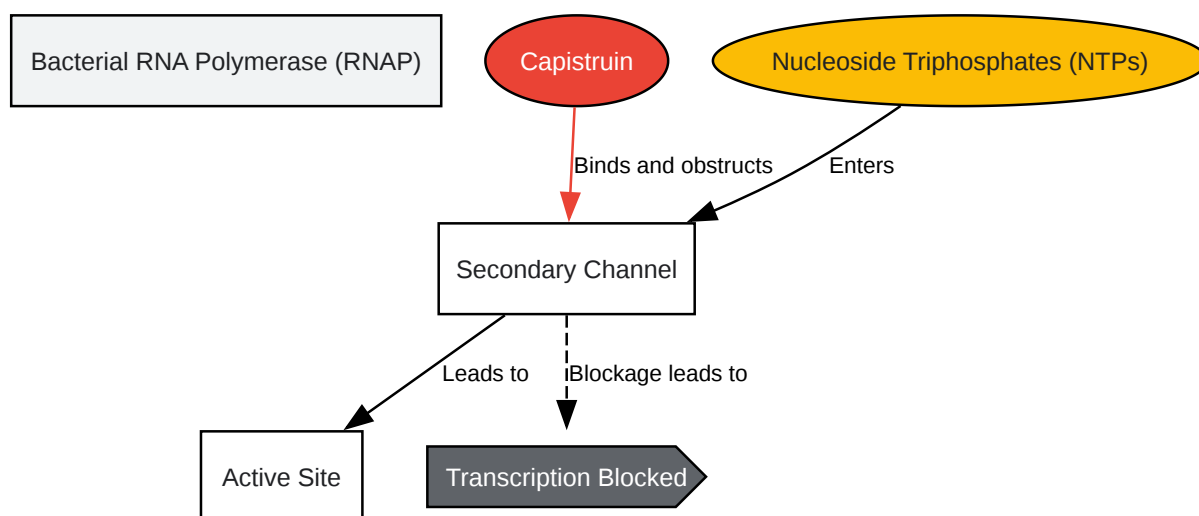 Bacterial RNA Polymerase (RNAP)
Capistruin
Nucleoside Triphosphates (NTPs)
Binds and obstructs
Enters
Secondary Channel
Leads to
Blockage leads to
Active Site
Transcription Blocked